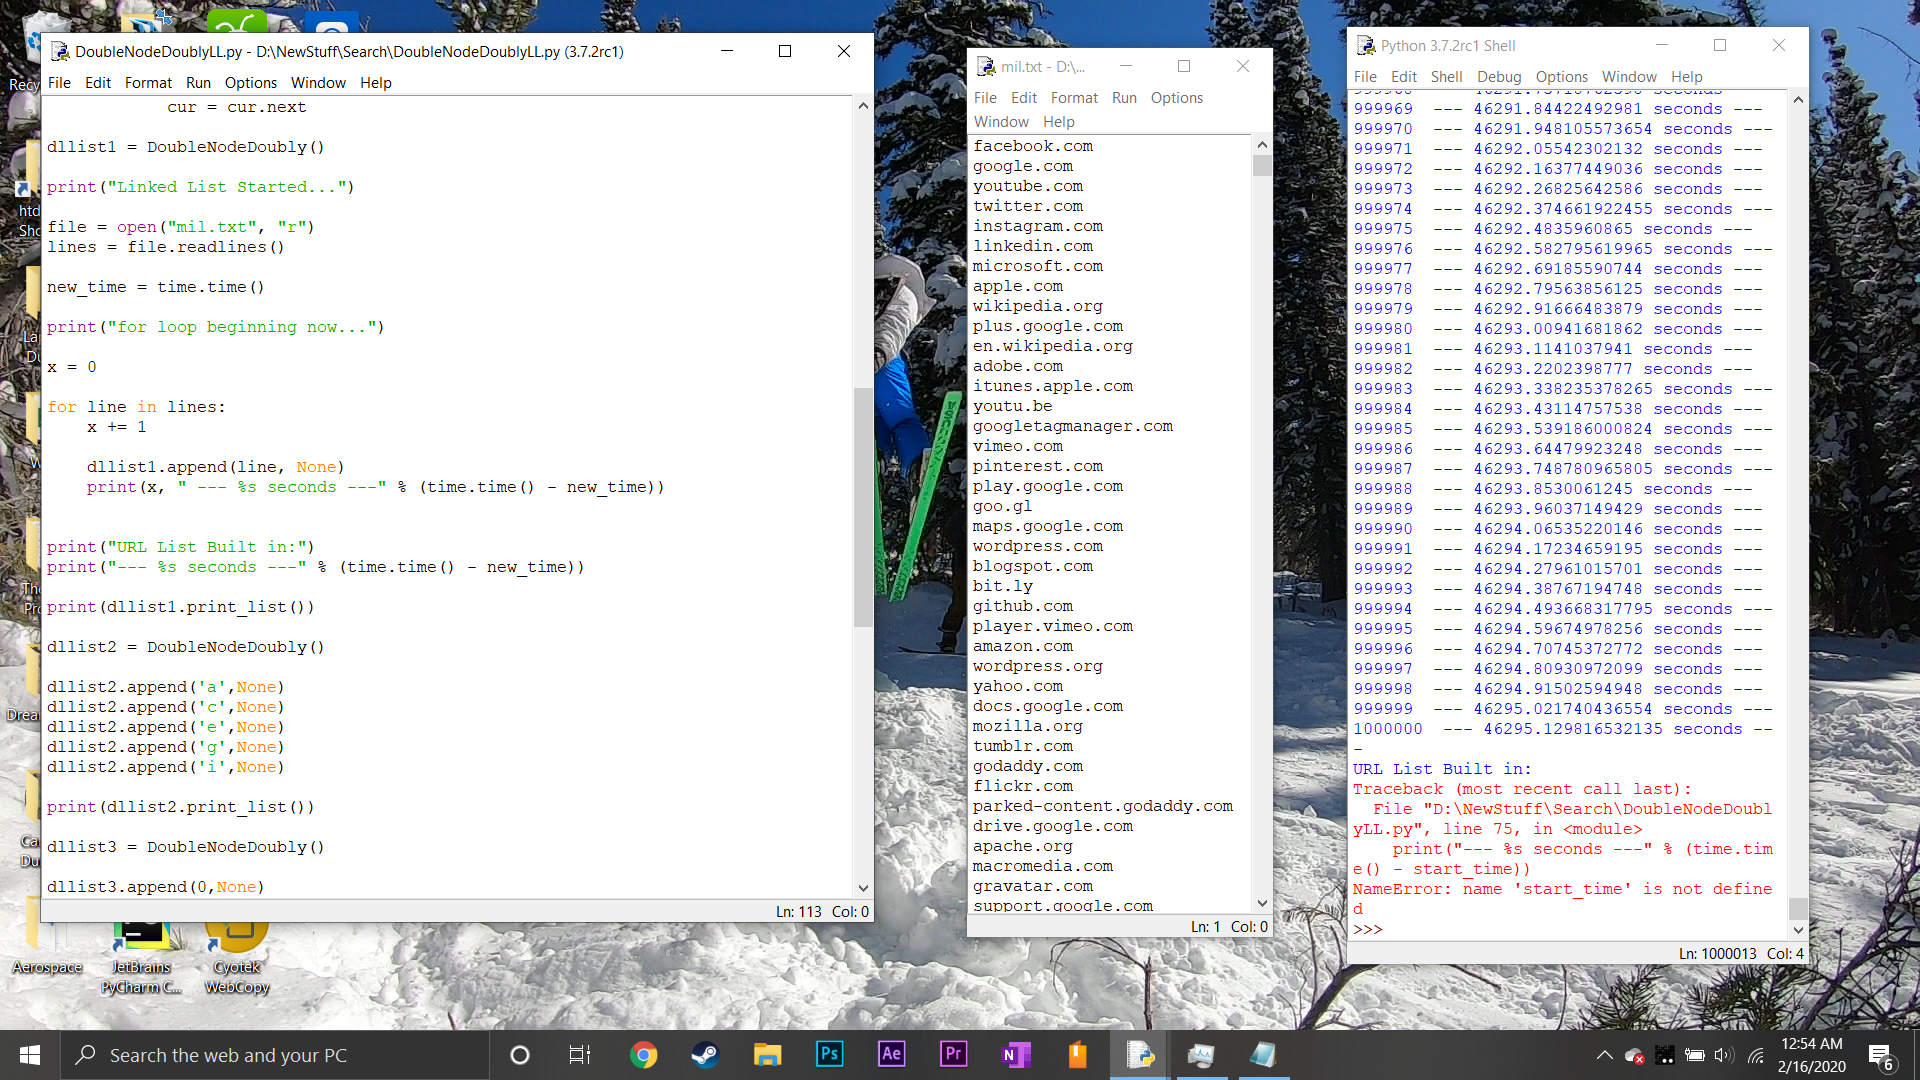 DoubleNodeDoublyLL.py - D:\NewStuff\Search\DoubleNodeDoublyLL.py (3.7.2rc1)
File Edit Format Run Options Window Help
cur = cur.next
dllist1 = DoubleNodeDoubly()
print("Linked List Started...")
file = open("mil.txt", "r")
lines = file.readlines()
new_time = time.time()
print("for loop beginning now...")
x = 0
for line in lines:
x += 1
dllist1.append(line, None)
print(x, " --- %s seconds ---" % (time.time() - new_time))
print("URL List Built in:")
print("--- %s seconds ---" % (time.time() - new_time))
print(dllist1.print_list())
dllist2 = DoubleNodeDoubly()
dllist2.append('a',None)
dllist2.append('c',None)
dllist2.append('e',None)
dllist2.append('g',None)
dllist2.append('i',None)
print(dllist2.print_list())
dllist3 = DoubleNodeDoubly()
dllist3.append(0,None)
Ln: 113 Col: 0
mil.txt - D:\...
File Edit Format Run Options
Window Help
facebook.com
google.com
youtube.com
twitter.com
instagram.com
linkedin.com
microsoft.com
apple.com
wikipedia.org
plus.google.com
en.wikipedia.org
adobe.com
itunes.apple.com
youtu.be
googletagmanager.com
vimeo.com
pinterest.com
play.google.com
goo.gl
maps.google.com
wordpress.com
blogspot.com
bit.ly
github.com
player.vimeo.com
amazon.com
wordpress.org
yahoo.com
docs.google.com
mozilla.org
tumblr.com
godaddy.com
flickr.com
parked-content.godaddy.com
drive.google.com
apache.org
macromedia.com
gravatar.com
support.google.com
Ln: 1 Col: 0
Python 3.7.2rc1 Shell
File Edit Shell Debug Options Window Help
999969 --- 46291.84422492981 seconds ---
999970 --- 46291.948105573654 seconds ---
999971 --- 46292.05542302132 seconds ---
999972 --- 46292.16377449036 seconds ---
999973 --- 46292.26825642586 seconds ---
999974 --- 46292.374661922455 seconds ---
999975 --- 46292.4835960865 seconds ---
999976 --- 46292.582795619965 seconds ---
999977 --- 46292.69185590744 seconds ---
999978 --- 46292.79563856125 seconds ---
999979 --- 46292.91666483879 seconds ---
999980 --- 46293.00941681862 seconds ---
999981 --- 46293.1141037941 seconds ---
999982 --- 46293.2202398777 seconds ---
999983 --- 46293.338235378265 seconds ---
999984 --- 46293.43114757538 seconds ---
999985 --- 46293.539186000824 seconds ---
999986 --- 46293.64479923248 seconds ---
999987 --- 46293.748780965805 seconds ---
999988 --- 46293.8530061245 seconds ---
999989 --- 46293.96037149429 seconds ---
999990 --- 46294.06535220146 seconds ---
999991 --- 46294.17234659195 seconds ---
999992 --- 46294.27961015701 seconds ---
999993 --- 46294.38767194748 seconds ---
999994 --- 46294.493668317795 seconds ---
999995 --- 46294.59674978256 seconds ---
999996 --- 46294.70745372772 seconds ---
999997 --- 46294.80930972099 seconds ---
999998 --- 46294.91502594948 seconds ---
999999 --- 46295.021740436554 seconds ---
1000000 --- 46295.129816532135 seconds --
-
URL List Built in:
Traceback (most recent call last):
File "D:\NewStuff\Search\DoubleNodeDoubl
yLL.py", line 75, in <module>
print("--- %s seconds ---" % (time.tim
e() - start_time))
NameError: name 'start_time' is not define
d
>>>
Ln: 1000013 Col: 4
Aerospace
JetBrains
PyCharm C...
Cyotek
WebCopy
Search the web and your PC
Ps
Ae
Pr
N
12:54 AM
2/16/2020
6